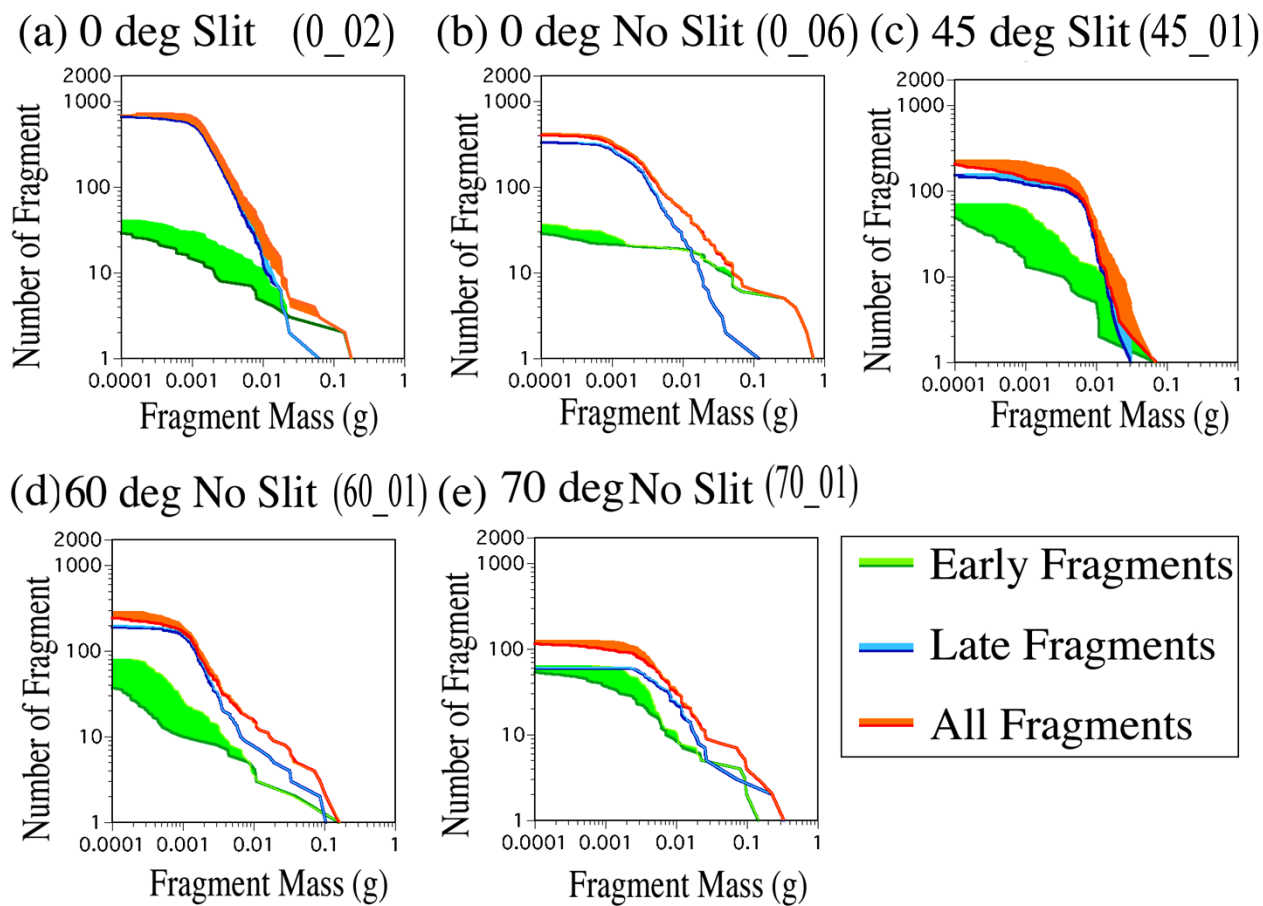 (a) 0 deg Slit (0_02)
(b) 0 deg No Slit (0_06)
(c) 45 deg Slit (45_01)
2000
1000
100
10
1
0.0001 0.001 0.01 0.1 1
Number of Fragment
Fragment Mass (g)
2000
1000
100
10
1
0.0001 0.001 0.01 0.1 1
Number of Fragment
Fragment Mass (g)
2000
1000
100
10
1
0.0001 0.001 0.01 0.1 1
Number of Fragment
Fragment Mass (g)
(d) 60 deg No Slit (60_01)
(e) 70 deg No Slit (70_01)
2000
1000
100
10
1
0.0001 0.001 0.01 0.1 1
Number of Fragment
Fragment Mass (g)
2000
1000
100
10
1
0.0001 0.001 0.01 0.1 1
Number of Fragment
Fragment Mass (g)
Early Fragments
Late Fragments
All Fragments